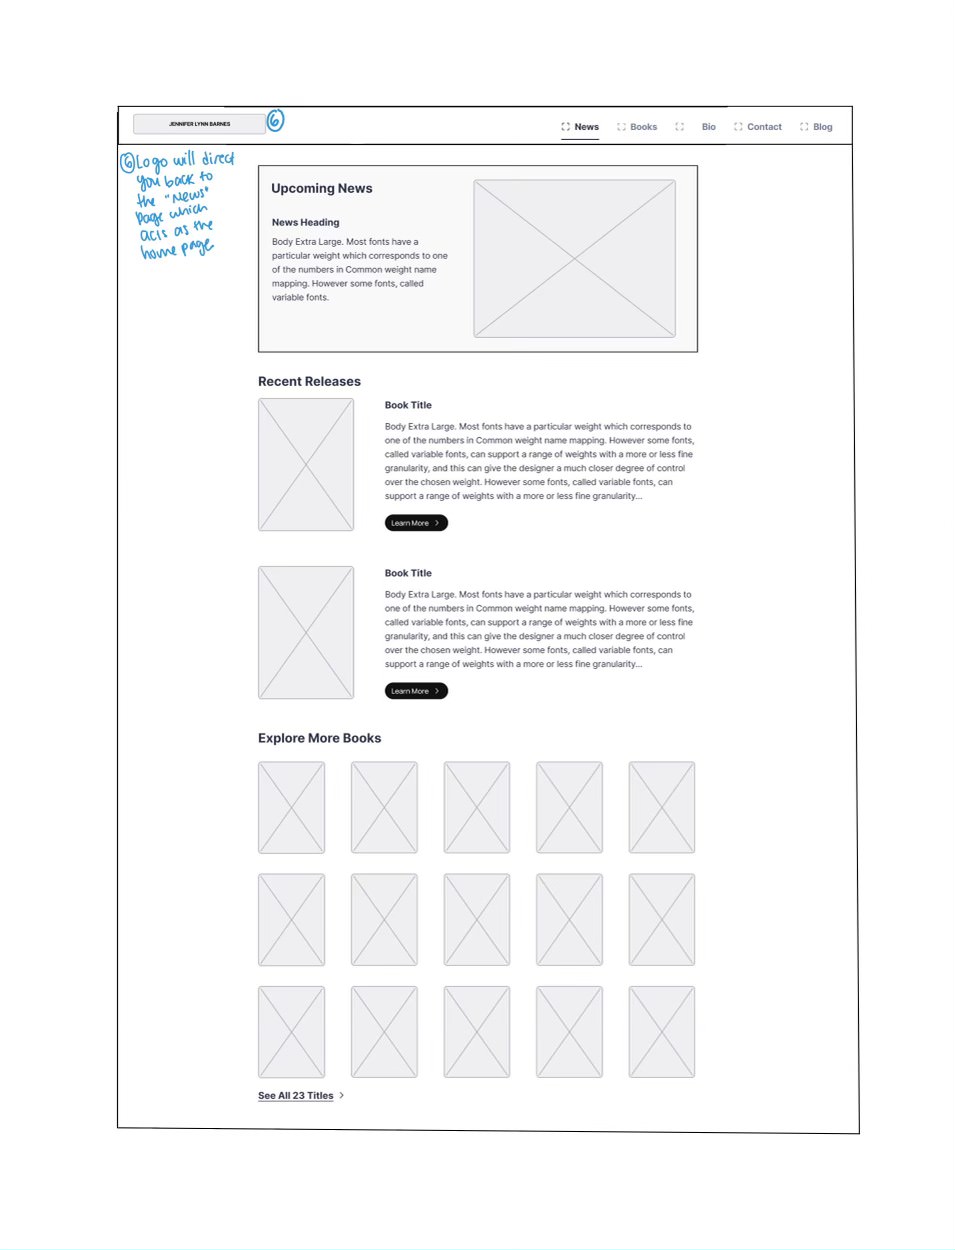 JENNIFER LYNN BARNES
6
News
Books
Bio
Contact
Blog
6 Logo will direct
you back to
the "News"
page which
acts as the
home page
Upcoming News
News Heading
Body Extra Large. Most fonts have a
particular weight which corresponds to one
of the numbers in Common weight name
mapping. However some fonts, called
variable fonts.
Recent Releases
Book Title
Body Extra Large. Most fonts have a particular weight which corresponds to
one of the numbers in Common weight name mapping. However some fonts,
called variable fonts, can support a range of weights with a more or less fine
granularity, and this can give the designer a much closer degree of control
over the chosen weight. However some fonts, called variable fonts, can
support a range of weights with a more or less fine granularity...
Learn More
Book Title
Body Extra Large. Most fonts have a particular weight which corresponds to
one of the numbers in Common weight name mapping. However some fonts,
called variable fonts, can support a range of weights with a more or less fine
granularity, and this can give the designer a much closer degree of control
over the chosen weight. However some fonts, called variable fonts, can
support a range of weights with a more or less fine granularity...
Learn More
Explore More Books
See All 23 Titles